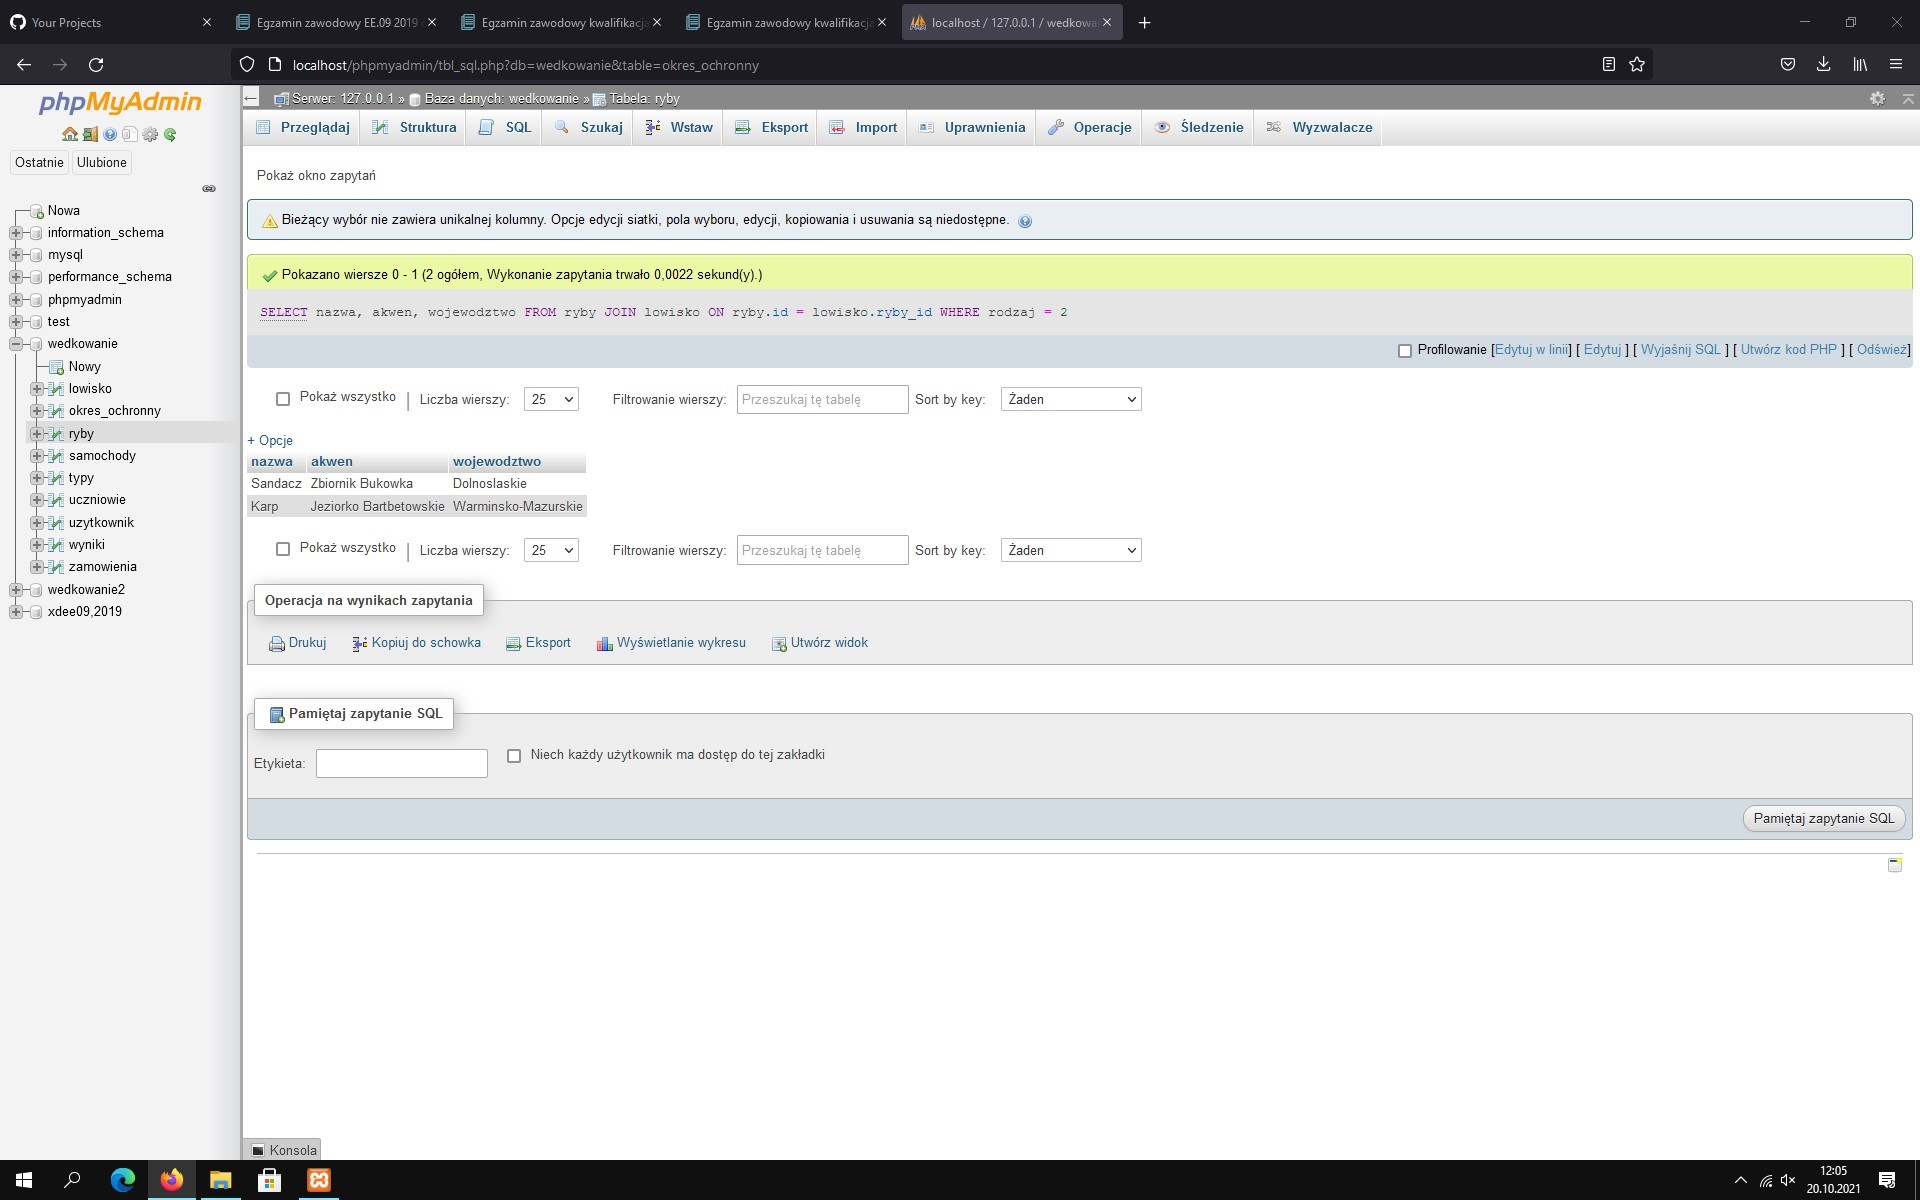 Your Projects
Egzamin zawodowy EE.09 2019
Egzamin zawodowy kwalifikacja
Egzamin zawodowy kwalifikacja
localhost / 127.0.0.1 / wedkowa
localhost/phpmyadmin/tbl_sql.php?db=wedkowanie&table=okres_ochronny
phpMyAdmin
Ostatnie
Ulubione
Nowa
information_schema
mysql
performance_schema
phpmyadmin
test
wedkowanie
Nowy
lowisko
okres_ochronny
ryby
samochody
typy
uczniowie
uzytkownik
wyniki
zamowienia
wedkowanie2
xdee09,2019
Serwer: 127.0.0.1 » Baza danych: wedkowanie » Tabela: ryby
Przeglądaj Struktura SQL Szukaj Wstaw Eksport Import Uprawnienia Operacje Śledzenie Wyzwalacze
Pokaż okno zapytań
Bieżący wybór nie zawiera unikalnej kolumny. Opcje edycji siatki, pola wyboru, edycji, kopiowania i usuwania są niedostępne.
Pokazano wiersze 0 - 1 (2 ogółem, Wykonanie zapytania trwało 0,0022 sekund(y).)
SELECT nazwa, akwen, wojewodztwo FROM ryby JOIN lowisko ON ryby.id = lowisko.ryby_id WHERE rodzaj = 2
Profilowanie [Edytuj w linii] [ Edytuj ] [ Wyjaśnij SQL ] [ Utwórz kod PHP ] [ Odśwież]
Pokaż wszystko | Liczba wierszy: 25 Filtrowanie wierszy: Przeszukaj tę tabelę Sort by key: Żaden
+ Opcje
nazwa akwen wojewodztwo
Sandacz Zbiornik Bukowka Dolnoslaskie
Karp Jeziorko Bartbetowskie Warminsko-Mazurskie
Pokaż wszystko | Liczba wierszy: 25 Filtrowanie wierszy: Przeszukaj tę tabelę Sort by key: Żaden
Operacja na wynikach zapytania
Drukuj Kopiuj do schowka Eksport Wyświetlanie wykresu Utwórz widok
Pamiętaj zapytanie SQL
Etykieta: Niech każdy użytkownik ma dostęp do tej zakładki
Pamiętaj zapytanie SQL
Konsola
12:05
20.10.2021